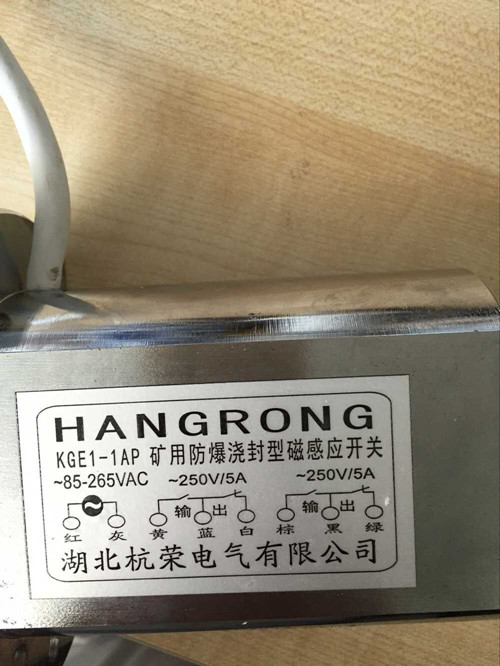 HANGRONG
KGE1-1AP 矿用防爆浇封型磁感应开关
~85-265VAC ~250V/5A ~250V/5A
输 出 输 出
红 灰 黄 蓝 白 棕 黑 绿
湖北杭荣电气有限公司